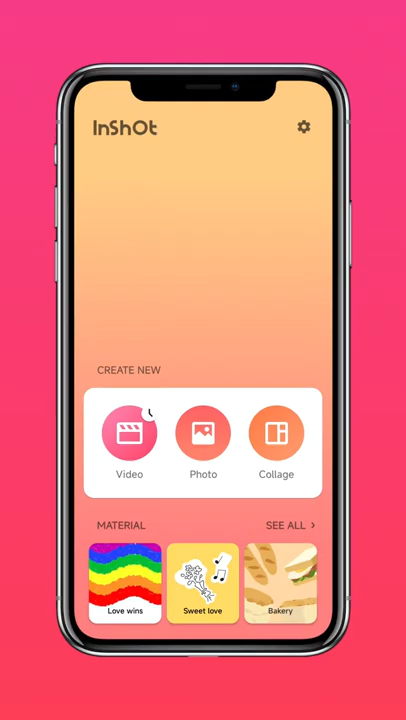 InShOt
CREATE NEW
Video
Photo
Collage
MATERIAL
SEE ALL >
Love wins
Sweet love
Bakery